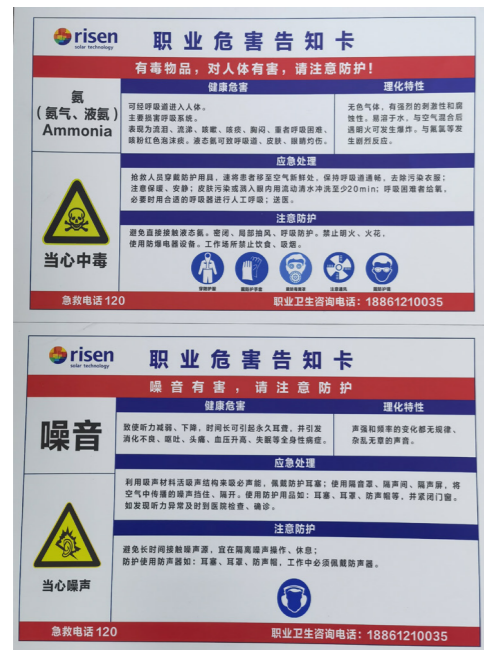 risen
solar technology
职业危害告知卡
有毒物品，对人体有害，请注意防护！
氨
（氨气、液氨）
Ammonia
健康危害
可经呼吸道进入人体。
主要损害呼吸系统。
表现为流泪、流涕、咳嗽、咳痰、胸闷、重者呼吸困难、
咳粉红色泡沫痰。液态氨可致呼吸道、皮肤、眼睛灼伤。
理化特性
无色气体，有强烈的刺激性和腐
蚀性。易溶于水，与空气混合后
遇明火可发生爆炸。与氟氯等发
生剧烈反应。
应急处理
抢救人员穿戴防护用具，速将患者移至空气新鲜处，保持呼吸道通畅，去除污染衣服；
注意保暖、安静；皮肤污染或溅入眼内用流动清水冲洗至少20min；呼吸困难者给氧，
必要时用合适的呼吸器进行人工呼吸；送医。
当心中毒
注意防护
避免直接接触液态氨。密闭、局部抽风、呼吸防护。禁止明火、火花，
使用防爆电器设备。工作场所禁止饮食、吸烟。
必须穿防护服
戴防护手套
注意通风
急救电话 120
职业卫生咨询电话：18861210035
risen
solar technology
职业危害告知卡
噪音有害，请注意防护
噪音
健康危害
致使听力减弱、下降，时间长可引起永久耳聋，并引发
消化不良、呕吐、头痛、血压升高、失眠等全身性病症。
理化特性
声强和频率的变化都无规律、
杂乱无章的声音。
应急处理
利用吸声材料活吸声结构来吸必声能，佩戴防护耳塞；使用隔音罩、隔声间、隔声屏，将
空气中传播的噪声挡住、隔开。使用防护用品如：耳塞、耳罩、防声帽等，并紧闭门窗。
如发现听力异常及时到医院检查、确诊。
当心噪声
注意防护
避免长时间接触噪声源，宜在隔离噪声操作、休息；
防护使用防声器如：耳塞、耳罩、防声帽，工作中必须佩戴防声器。
急救电话 120
职业卫生咨询电话：18861210035